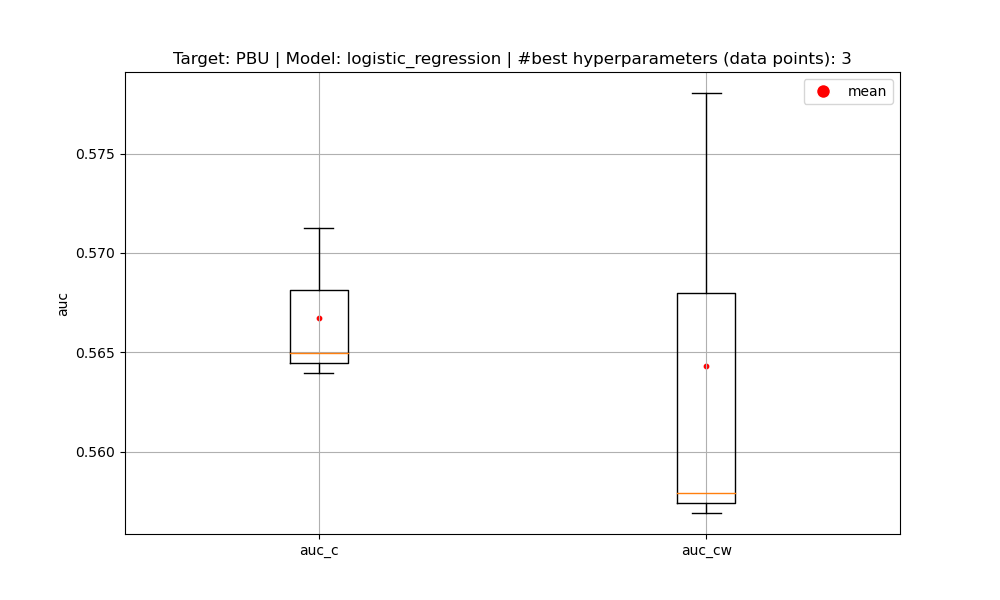 Target: PBU | Model: logistic_regression | #best hyperparameters (data points): 3
mean
0.575
0.570
auc
0.565
0.560
auc_c
auc_cw